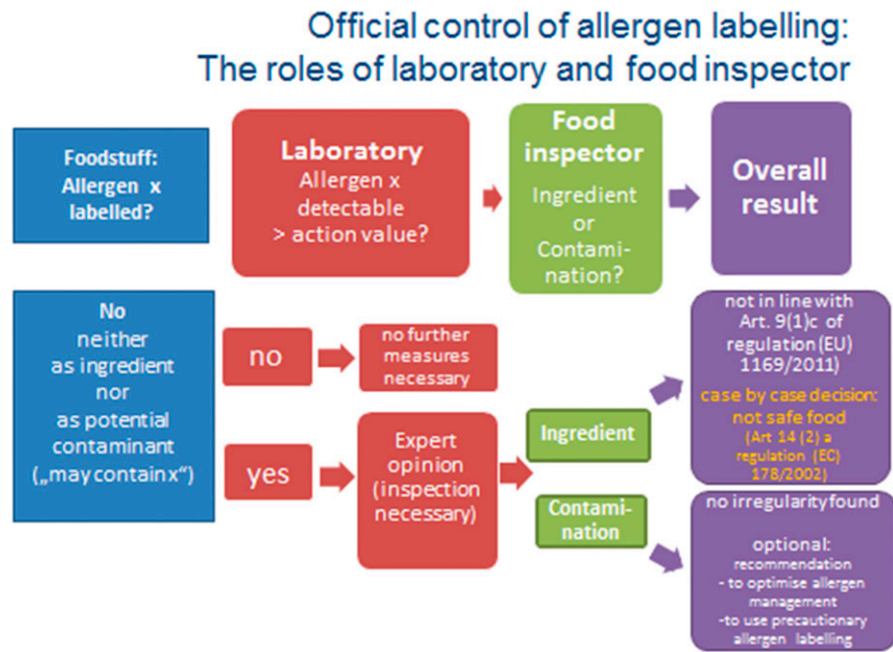 Official control of allergen labelling:
The roles of laboratory and food inspector
Foodstuff:
Allergen x
labelled?
Laboratory
Allergen x
detectable
> action value?
Food
inspector
Ingredient
or
Contami-
nation?
Overall
result
No
neither
as ingredient
nor
as potential
contaminant
(„may contain x“)
no
no further
measures
necessary
yes
Expert
opinion
(inspection
necessary)
Ingredient
Contami-
nation
not in line with
Art. 9(1)c of
regulation (EU)
1169/2011)
case by case decision:
not safe food
(Art 14 (2) a
regulation (EC)
178/2002)
no irregularity found
optional:
recommendation
- to optimise allergen
management
-to use precautionary
allergen labelling